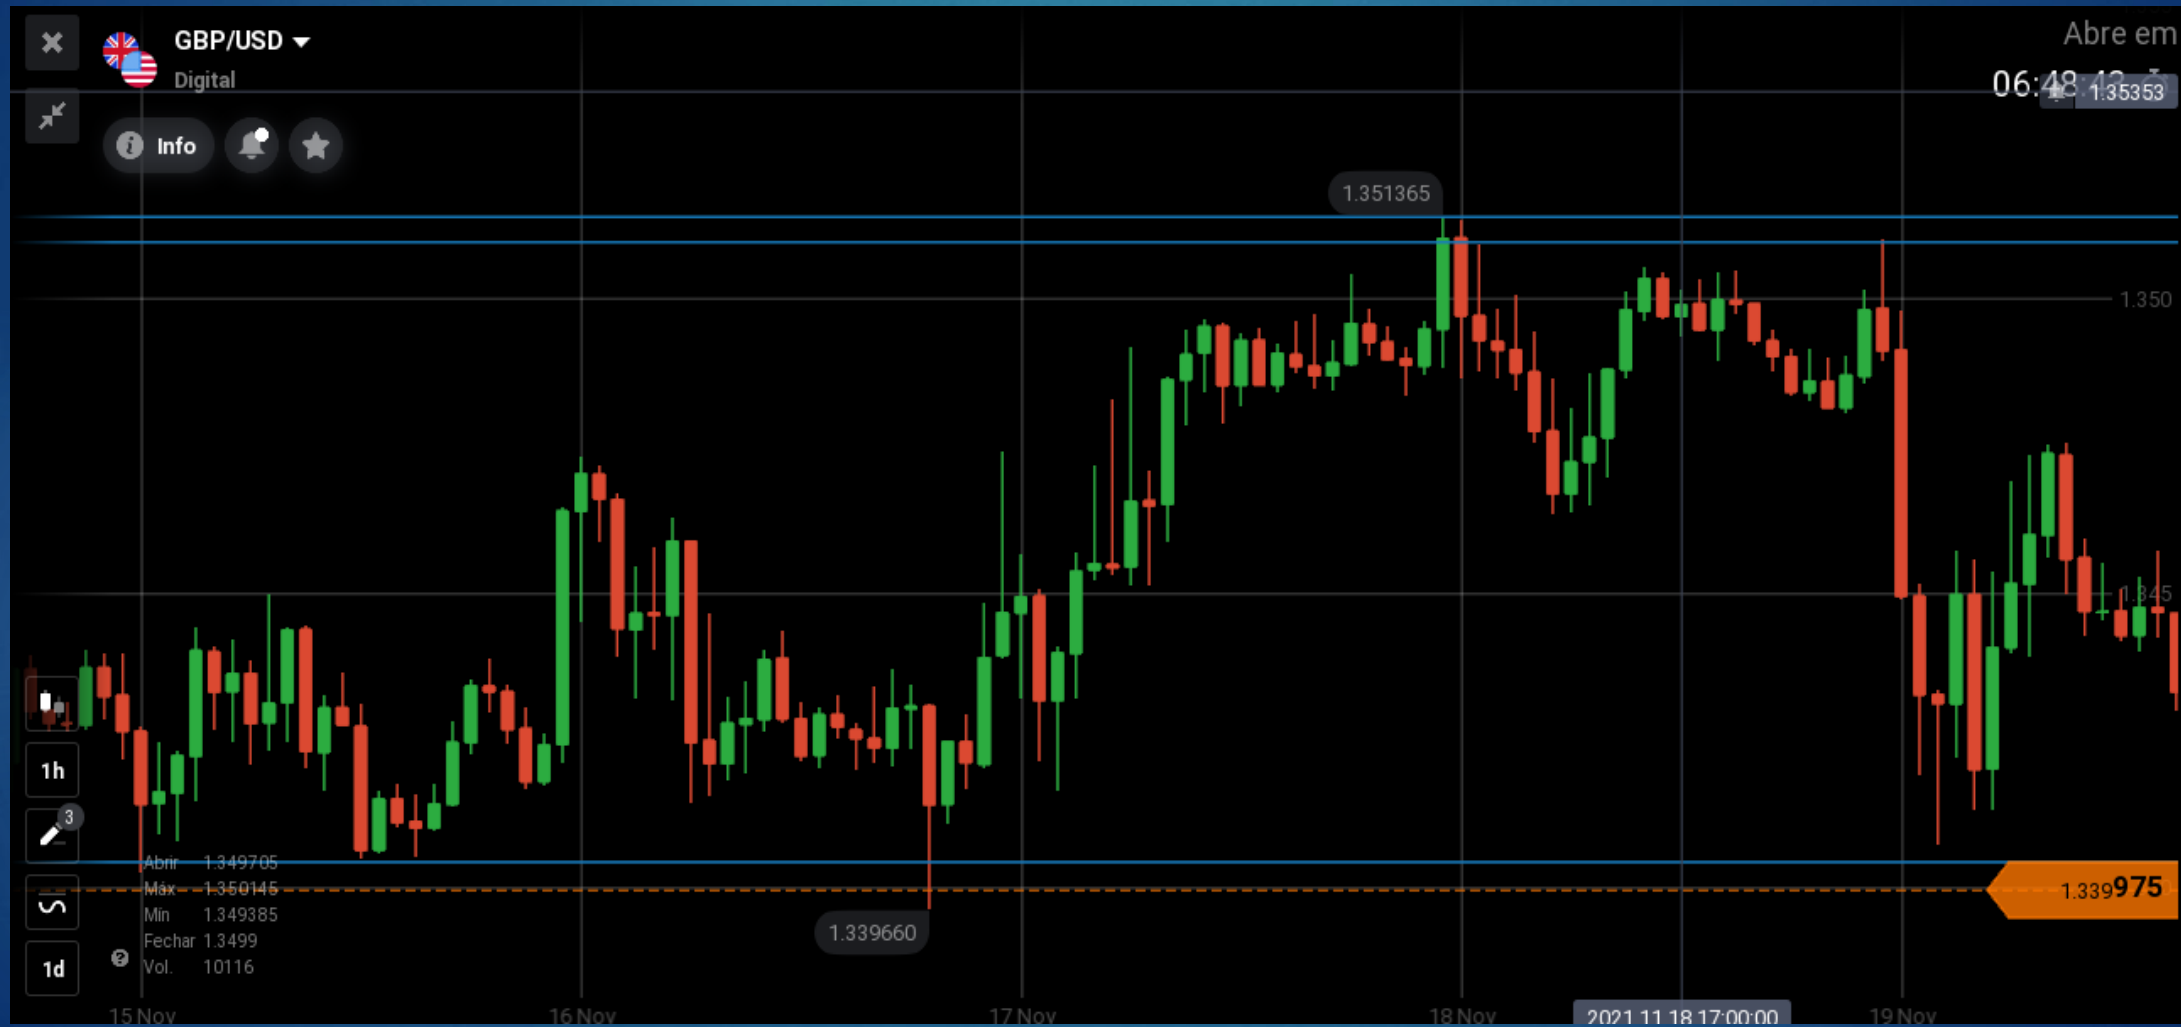 GBP/USD
Digital
Info
Abre em
06:48:43
1.35353
1.351365
1.350
1.345
1h
3
Abrir 1.349705
Máx 1.350145
Mín 1.349385
Fechar 1.3499
Vol. 10116
1d
1.339660
1.339975
15 Nov
16 Nov
17 Nov
18 Nov
2021.11.18 17:00:00
19 Nov